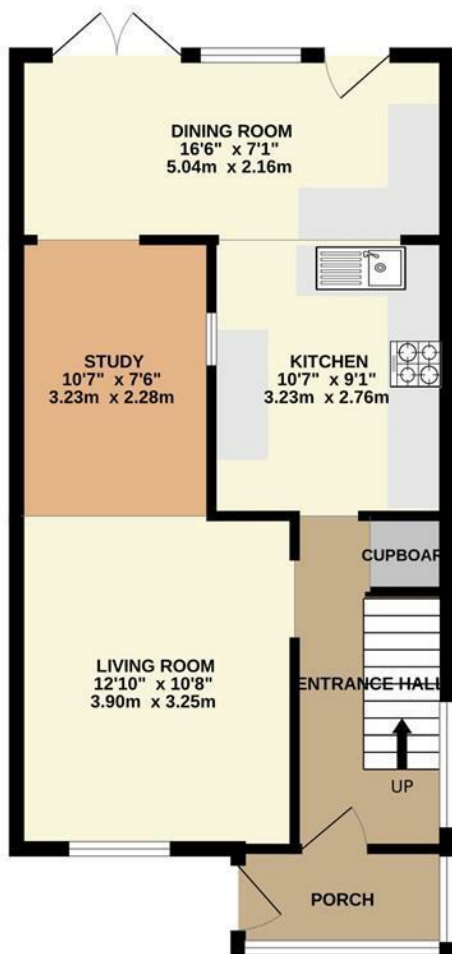 DINING ROOM
16'6" x 7'1"
5.04m x 2.16m
STUDY
10'7" x 7'6"
3.23m x 2.28m
KITCHEN
10'7" x 9'1"
3.23m x 2.76m
CUPBOAR
LIVING ROOM
12'10" x 10'8"
3.90m x 3.25m
ENTRANCE HALL
UP
PORCH